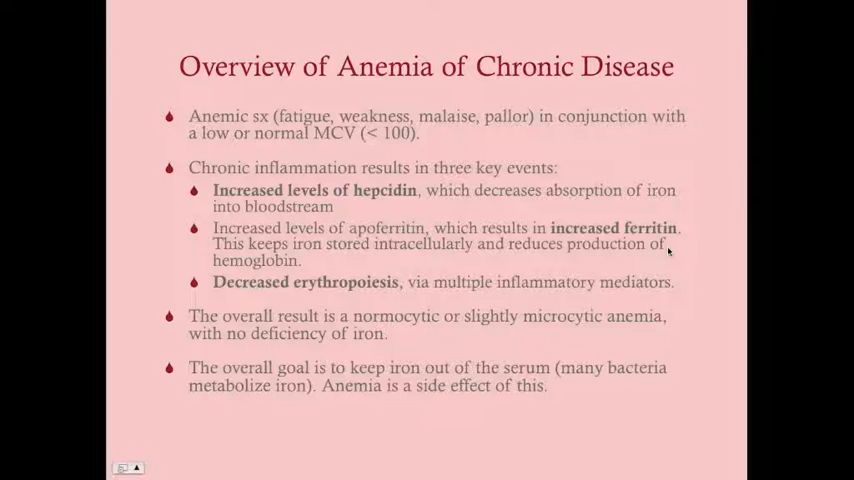 Overview of Anemia of Chronic Disease
Anemic sx (fatigue, weakness, malaise, pallor) in conjunction with
a low or normal MCV (< 100).
Chronic inflammation results in three key events:
Increased levels of hepcidin, which decreases absorption of iron
into bloodstream
Increased levels of apoferritin, which results in increased ferritin.
This keeps iron stored intracellularly and reduces production of
hemoglobin.
Decreased erythropoiesis, via multiple inflammatory mediators.
The overall result is a normocytic or slightly microcytic anemia,
with no deficiency of iron.
The overall goal is to keep iron out of the serum (many bacteria
metabolize iron). Anemia is a side effect of this.